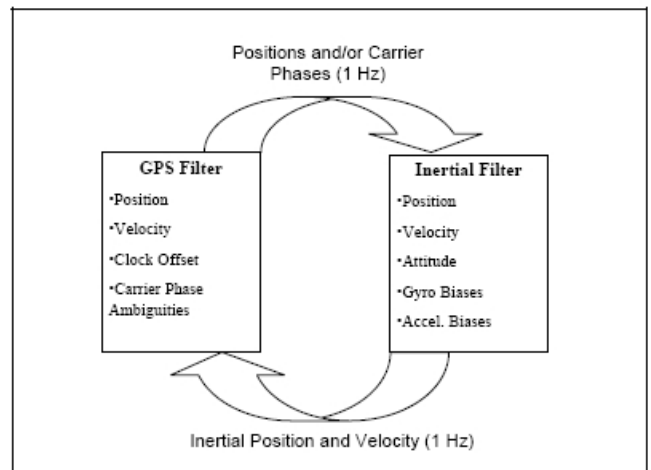 Positions and/or Carrier
Phases (1 Hz)
GPS Filter
•Position
•Velocity
•Clock Offset
•Carrier Phase
Ambiguities
Inertial Filter
•Position
•Velocity
•Attitude
•Gyro Biases
•Accel. Biases
Inertial Position and Velocity (1 Hz)